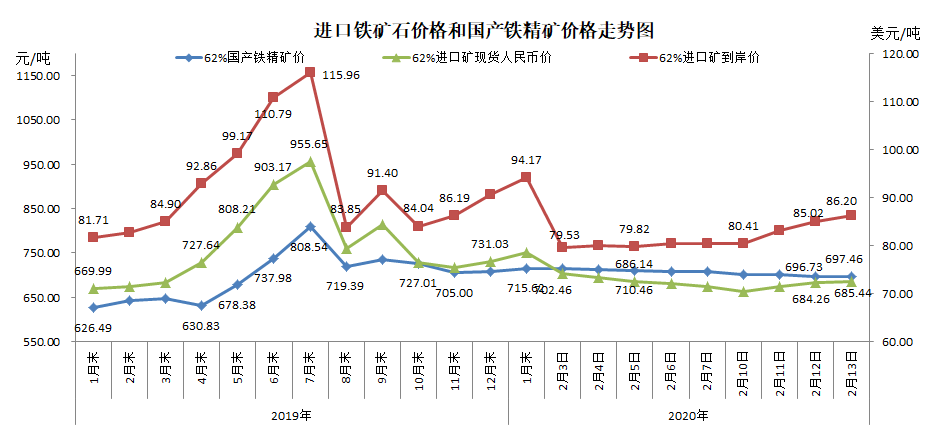 进口铁矿石价格和国产铁精矿价格走势图
元/吨
美元/吨
62%国产铁精矿价
62%进口矿现货人民币价
62%进口矿到岸价
1150.00
1050.00
950.00
850.00
750.00
650.00
550.00
120.00
110.00
100.00
90.00
80.00
70.00
60.00
81.71
84.90
92.86
99.17
110.79
115.96
83.85
91.40
84.04
86.19
94.17
79.53
79.82
80.41
85.02
86.20
669.99
727.64
808.21
903.17
955.65
731.03
702.46
686.14
684.26
685.44
626.49
630.83
678.38
737.98
808.54
719.39
727.01
705.00
715.62
710.46
696.73
697.46
1月末
2月末
3月末
4月末
5月末
6月末
7月末
8月末
9月末
10月末
11月末
12月末
1月末
2月3日
2月4日
2月5日
2月6日
2月7日
2月10日
2月11日
2月12日
2月13日
2019年
2020年